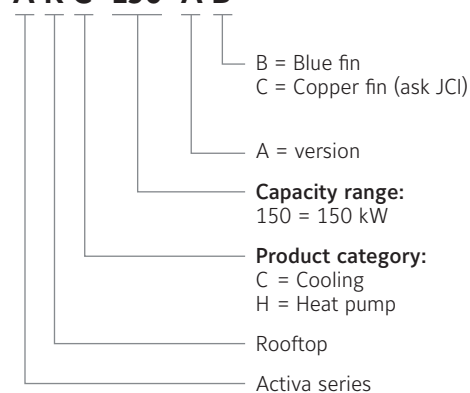 B = Blue fin
C = Copper fin (ask JCI)
A = version
Capacity range:
150 = 150 kW
Product category:
C = Cooling
H = Heat pump
Rooftop
Activa series